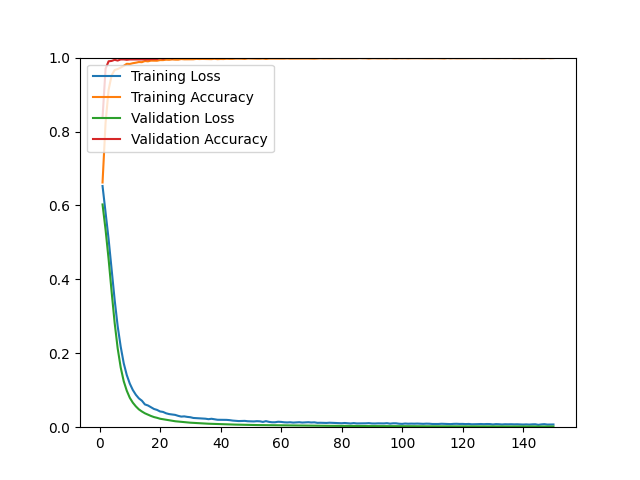 1.0
0.8
0.6
0.4
0.2
0.0
Training Loss
Training Accuracy
Validation Loss
Validation Accuracy
0 20 40 60 80 100 120 140